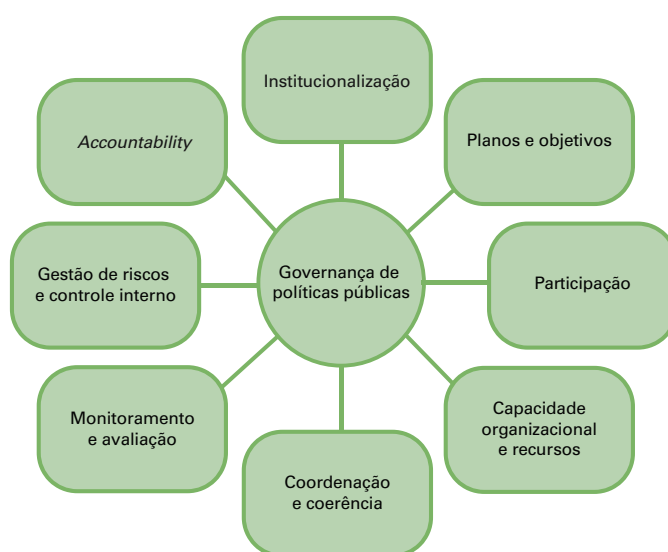 Institucionalização
Accountability
Planos e objetivos
Gestão de riscos
e controle interno
Governança de
políticas públicas
Participação
Monitoramento
e avaliação
Capacidade
organizacional
e recursos
Coordenação
e coerência